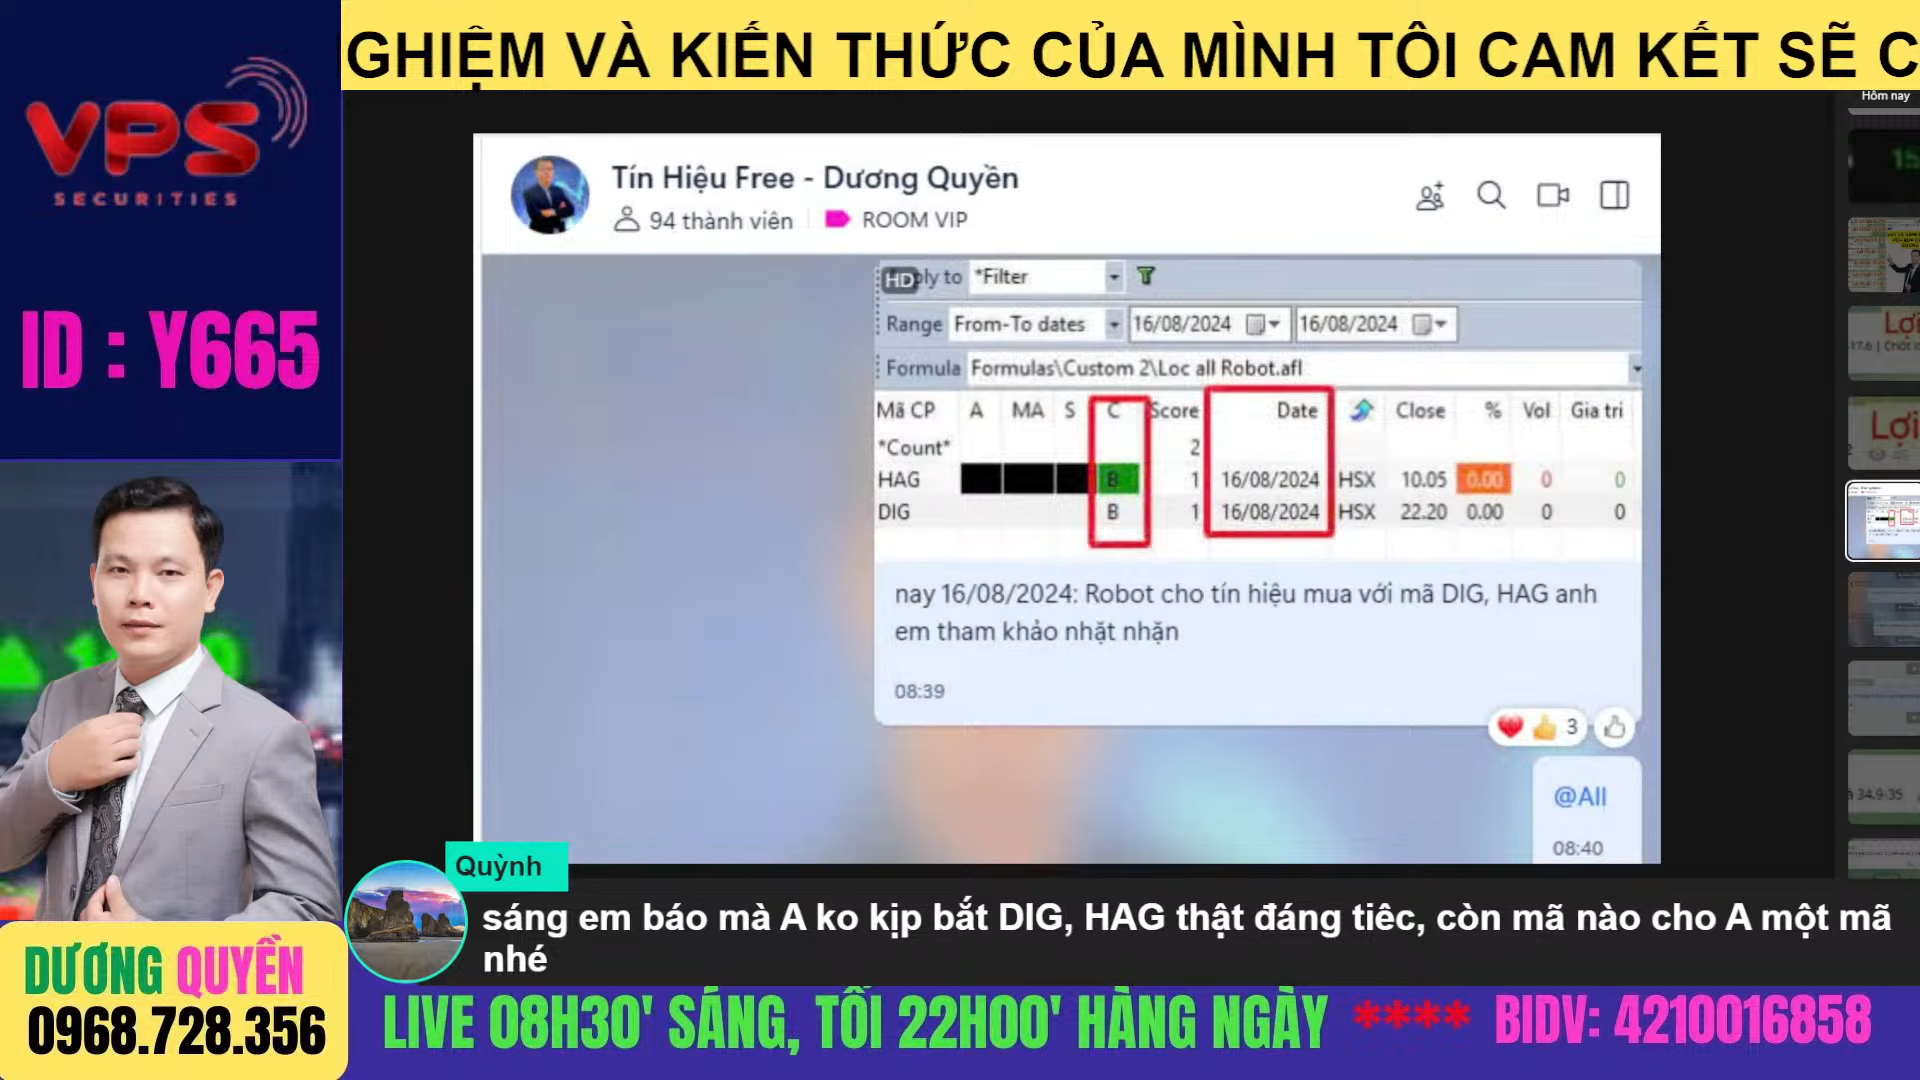 GHIỆM VÀ KIẾN THỨC CỦA MÌNH TÔI CAM KẾT SẼ C
VPS
SECURITIES
ID : Y665
Hôm nay
Tín Hiệu Free - Dương Quyền
94 thành viên
ROOM VIP
HD ply to *Filter
Range From-To dates 16/08/2024 16/08/2024
Formula Formulas\Custom 2\Loc all Robot.afl
Mã CP A MA S C Score Date Close % Vol Gia tri
*Count* 2
HAG B 1 16/08/2024 HSX 10.05 0.00 0 0
DIG B 1 16/08/2024 HSX 22.20 0.00 0 0
nay 16/08/2024: Robot cho tín hiệu mua với mã DIG, HAG anh
em tham khảo nhặt nhặn
08:39
3
@All
08:40
Lợi
34.9-35
Quỳnh
sáng em báo mà A ko kịp bắt DIG, HAG thật đáng tiêc, còn mã nào cho A một mã
nhé
DƯƠNG QUYỀN
0968.728.356
LIVE 08H30' SÁNG, TỐI 22H00' HÀNG NGÀY **** BIDV: 4210016858